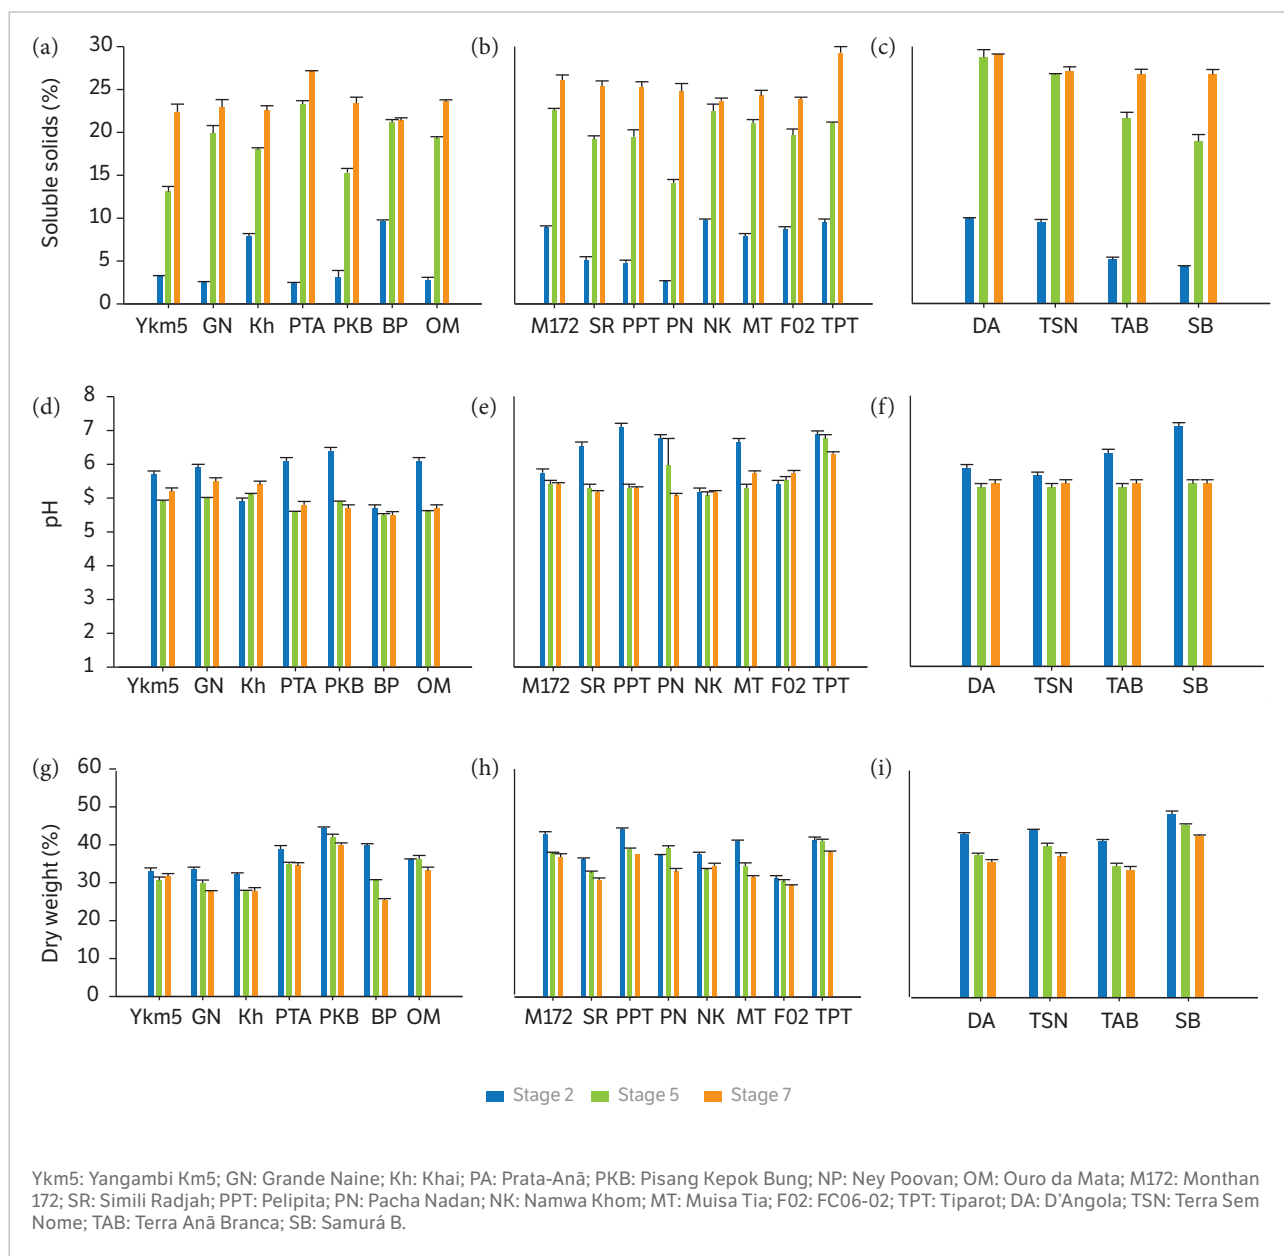 (a) (b) (c)
Soluble solids (%)
30
25
20
15
10
5
0
Ykm5 GN Kh PTA PKB BP OM
M172 SR PPT PN NK MT F02 TPT
DA TSN TAB SB
(d) (e) (f)
pH
8
7
6
5
5
3
2
1
Ykm5 GN Kh PTA PKB BP OM
M172 SR PPT PN NK MT F02 TPT
DA TSN TAB SB
(g) (h) (i)
Dry weight (%)
60
50
40
30
20
10
0
Ykm5 GN Kh PTA PKB BP OM
M172 SR PPT PN NK MT F02 TPT
DA TSN TAB SB
Stage 2 Stage 5 Stage 7
Ykm5: Yangambi Km5; GN: Grande Naine; Kh: Khai; PA: Prata-Anã; PKB: Pisang Kepok Bung; NP: Ney Poovan; OM: Ouro da Mata; M172: Monthan
172; SR: Simili Radjah; PPT: Pelipita; PN: Pacha Nadan; NK: Namwa Khom; MT: Muisa Tia; F02: FC06-02; TPT: Tiparot; DA: D’Angola; TSN: Terra Sem
Nome; TAB: Terra Anã Branca; SB: Samurá B.